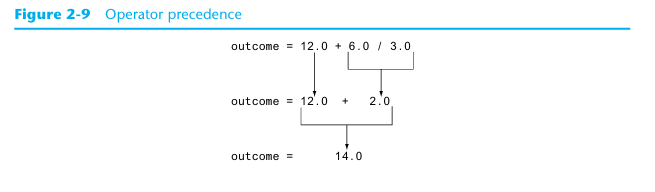 Figure 2-9 Operator precedence
outcome = 12.0 + 6.0 / 3.0
outcome = 12.0 + 2.0
outcome = 14.0